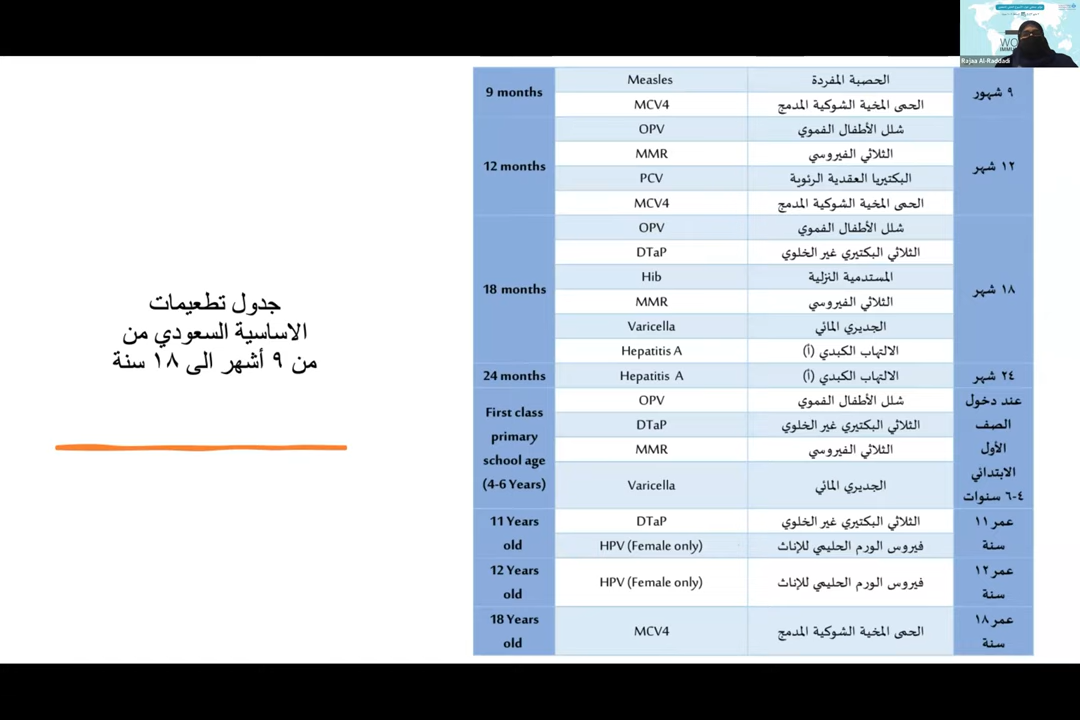 Rajaa Al-Raddadi
جدول تطعيمات
الاساسية السعودي من
من ٩ أشهر الى ١٨ سنة
9 months
Measles
الحصبة المفردة
٩ شهور
MCV4
الحمى المخية الشوكية المدمج
12 months
OPV
شلل الأطفال الفموي
١٢ شهر
MMR
الثلاثي الفيروسي
PCV
البكتيريا العقدية الرئوية
MCV4
الحمى المخية الشوكية المدمج
18 months
OPV
شلل الأطفال الفموي
١٨ شهر
DTaP
الثلاثي البكتيري غير الخلوي
Hib
المستدمية النزلية
MMR
الثلاثي الفيروسي
Varicella
الجديري المائي
Hepatitis A
الالتهاب الكبدي (أ)
24 months
Hepatitis A
الالتهاب الكبدي (أ)
٢٤ شهر
First class
primary
school age
(4-6 Years)
OPV
شلل الأطفال الفموي
DTaP
الثلاثي البكتيري غير الخلوي
MMR
الثلاثي الفيروسي
Varicella
الجديري المائي
عند دخول
الصف
الأول
الابتدائي
٤-٦ سنوات
11 Years
old
DTaP
الثلاثي البكتيري غير الخلوي
HPV (Female only)
فيروس الورم الحليمي للإناث
عمر ١١
سنة
12 Years
old
HPV (Female only)
فيروس الورم الحليمي للإناث
عمر ١٢
سنة
18 Years
old
MCV4
الحمى المخية الشوكية المدمج
عمر ١٨
سنة